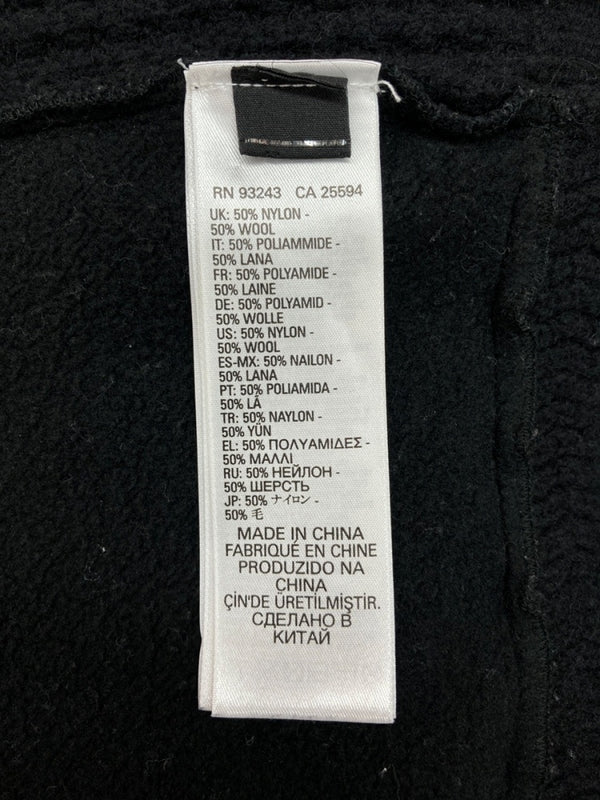 RN 93243 CA 25594
UK: 50% NYLON -
50% WOOL
IT: 50% POLIAMMIDE -
50% LANA
FR: 50% POLYAMIDE -
50% LAINE
DE: 50% POLYAMID -
50% WOLLE
US: 50% NYLON -
50% WOOL
ES-MX: 50% NAILON -
50% LANA
PT: 50% POLIAMIDA -
50% LÃ
TR: 50% NAYLON -
50% YÜN
EL: 50% ΠΟΛΥΑΜΙΔΕΣ -
50% ΜΑΛΛΙ
RU: 50% НЕЙЛОН -
50% ШЕРСТЬ
JP: 50% ナイロン -
50% 毛
MADE IN CHINA
FABRIQUÉ EN CHINE
PRODUZIDO NA
CHINA
ÇİN'DE ÜRETİLMİŞTİR.
СДЕЛАНО В
КИТАЙ